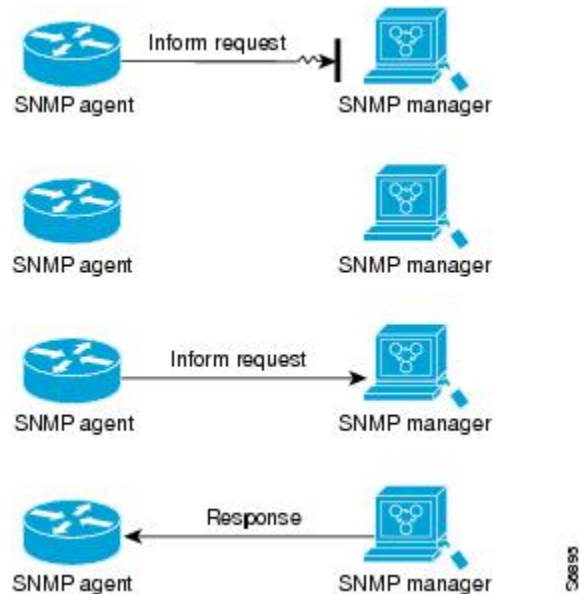 Inform request
SNMP agent SNMP manager
SNMP agent SNMP manager
Inform request
SNMP agent SNMP manager
Response
SNMP agent SNMP manager